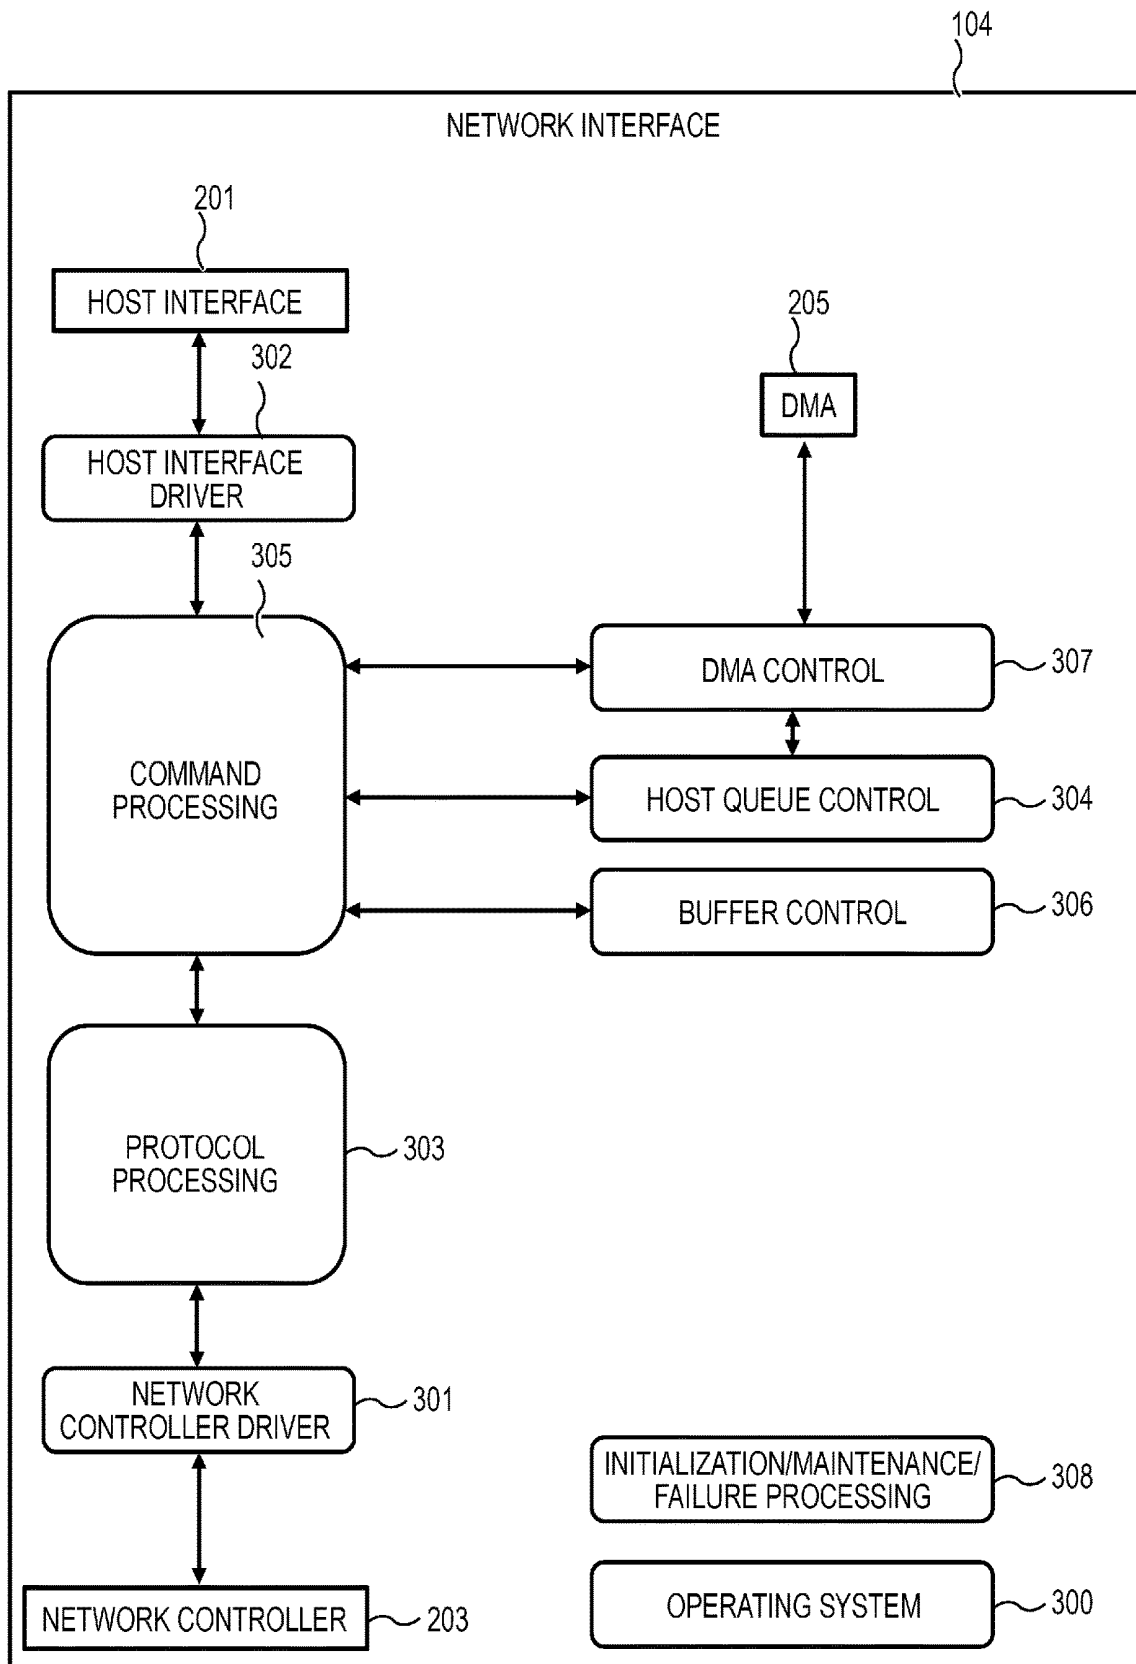 104
NETWORK INTERFACE
201
HOST INTERFACE
205
302
DMA
HOST INTERFACE
DRIVER
305
DMA CONTROL
307
COMMAND
PROCESSING
HOST QUEUE CONTROL
304
BUFFER CONTROL
306
PROTOCOL
PROCESSING
303
NETWORK
CONTROLLER DRIVER
301
INITIALIZATION/MAINTENANCE/
FAILURE PROCESSING
308
NETWORK CONTROLLER
203
OPERATING SYSTEM
300